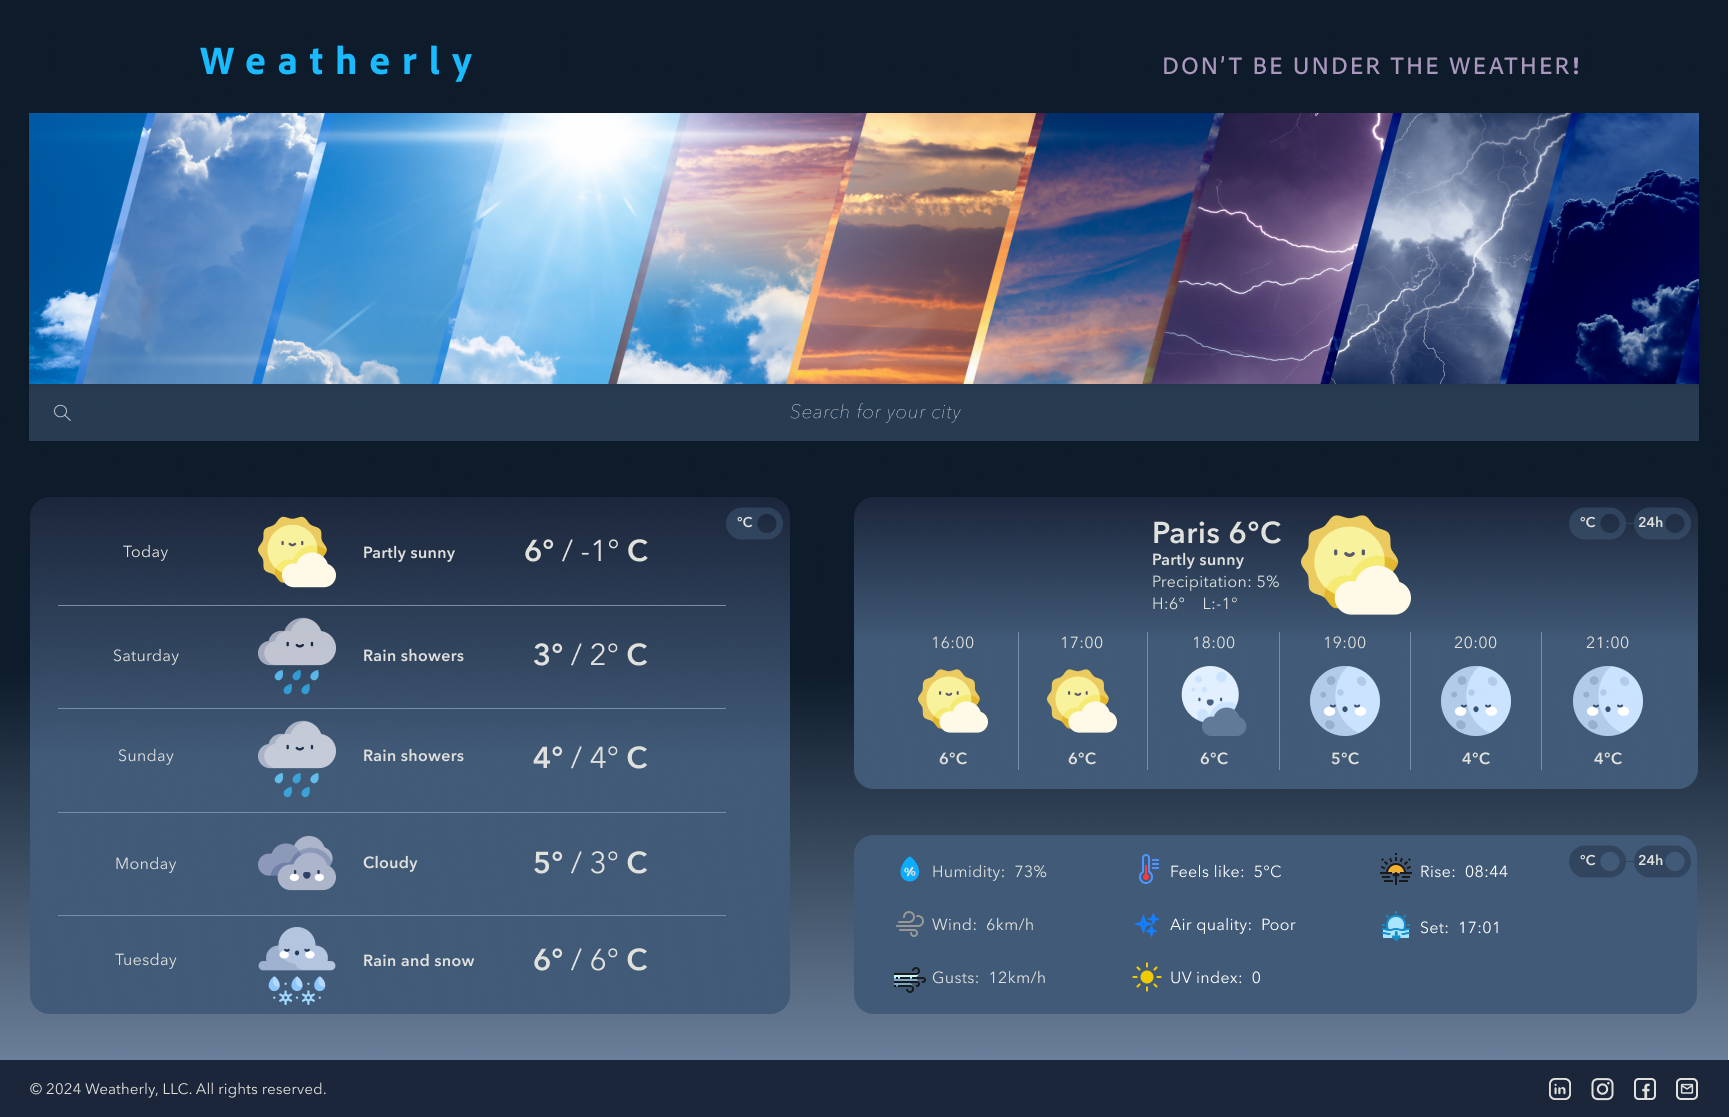 Weatherly
DON'T BE UNDER THE WEATHER!
Search for your city
°C
Today
Partly sunny
6° / -1° C
Saturday
Rain showers
3° / 2° C
Sunday
Rain showers
4° / 4° C
Monday
Cloudy
5° / 3° C
Tuesday
Rain and snow
6° / 6° C
°C
24h
Paris 6°C
Partly sunny
Precipitation: 5%
H:6° L:-1°
16:00 17:00 18:00 19:00 20:00 21:00
6°C 6°C 6°C 5°C 4°C 4°C
°C
24h
% Humidity: 73%
Wind: 6km/h
Gusts: 12km/h
Feels like: 5°C
Air quality: Poor
UV index: 0
Rise: 08:44
Set: 17:01
© 2024 Weatherly, LLC. All rights reserved.
in